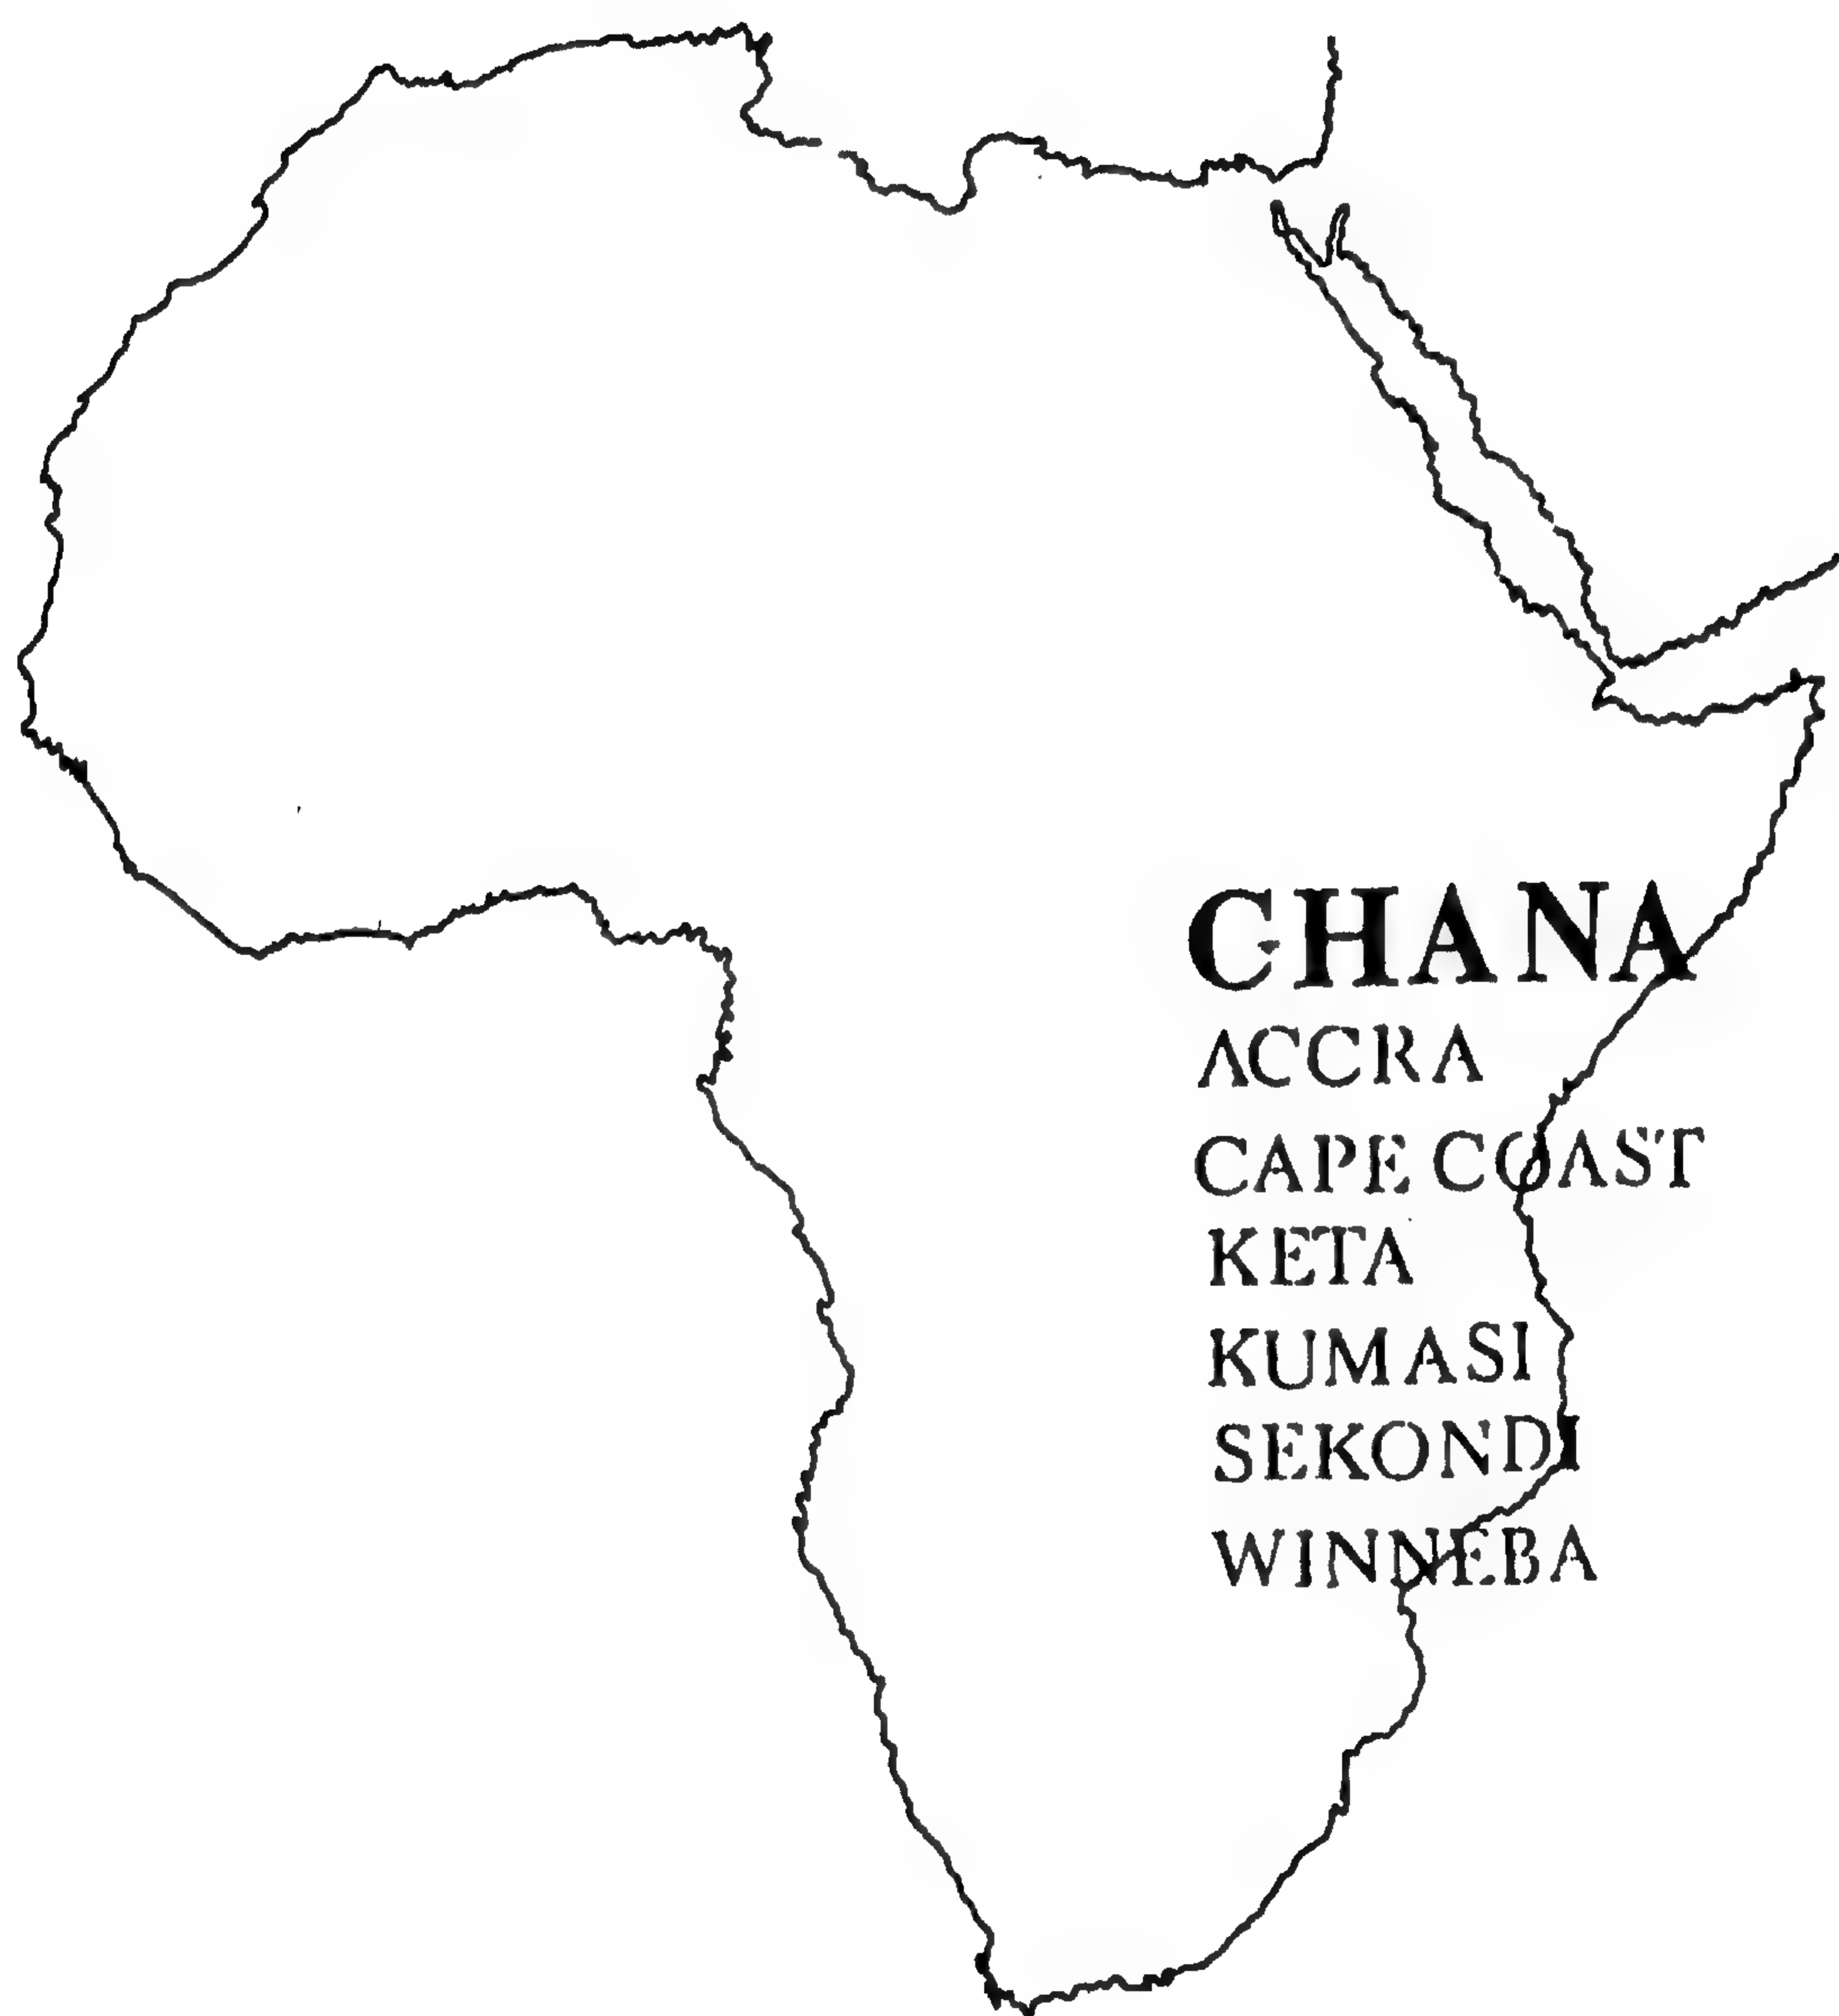 GHANA
ACCRA
CAPE COAST
KETA
KUMASI
SEKONDI
WINNEBA